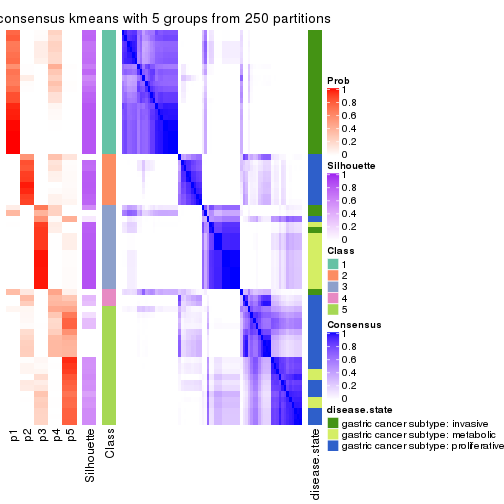 consensus kmeans with 5 groups from 250 partitions
Prob
1
0.8
0.6
0.4
0.2
0
Silhouette
1
0.8
0.6
0.4
0.2
0
Class
1
2
3
4
5
Consensus
1
0.8
0.6
0.4
0.2
0
disease.state
gastric cancer subtype: invasive
gastric cancer subtype: metabolic
gastric cancer subtype: proliferative
p1
p2
p3
p4
p5
Silhouette
Class
disease.state